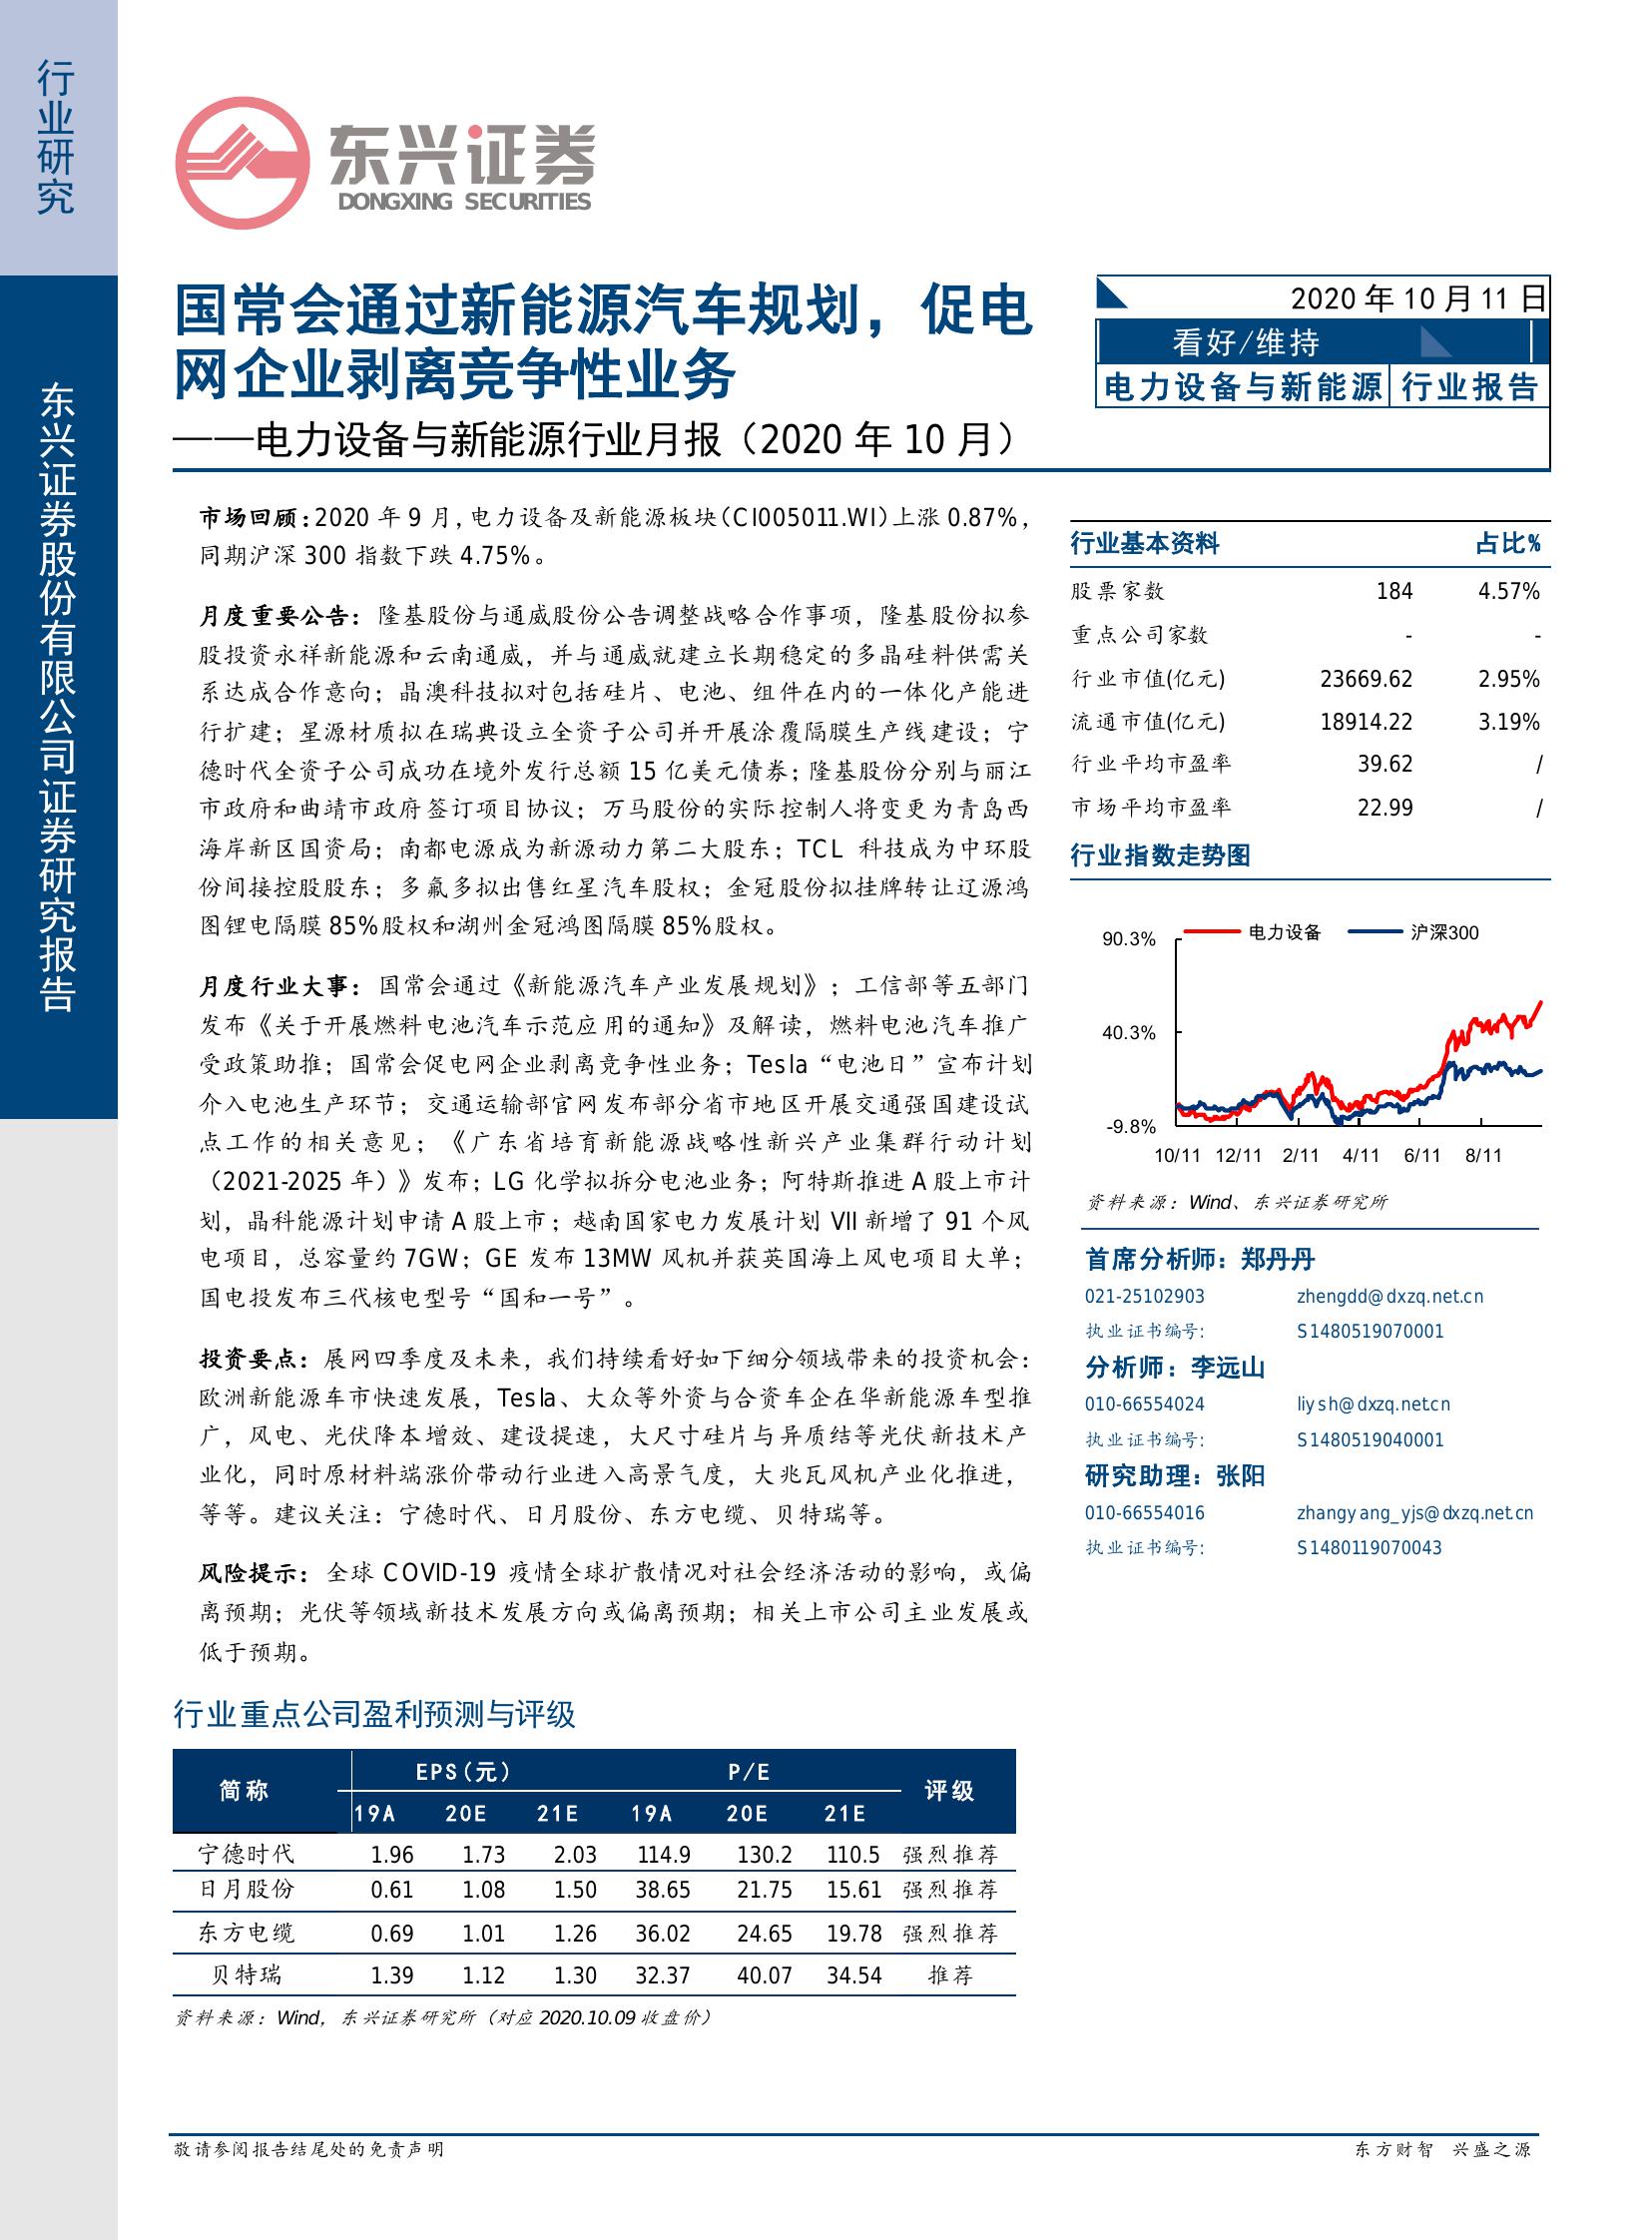 行业研究
东兴证券股份有限公司证券研究报告
东兴证券
DONGXING SECURITIES
国常会通过新能源汽车规划，促电
网企业剥离竞争性业务
——电力设备与新能源行业月报（2020 年 10 月）
2020 年 10 月 11 日
看好/维持
电力设备与新能源 行业报告
市场回顾：2020 年 9 月，电力设备及新能源板块（CI005011.WI）上涨 0.87%，
同期沪深 300 指数下跌 4.75%。
月度重要公告：隆基股份与通威股份公告调整战略合作事项，隆基股份拟参
股投资永祥新能源和云南通威，并与通威就建立长期稳定的多晶硅料供需关
系达成合作意向；晶澳科技拟对包括硅片、电池、组件在内的一体化产能进
行扩建；星源材质拟在瑞典设立全资子公司并开展涂覆隔膜生产线建设；宁
德时代全资子公司成功在境外发行总额 15 亿美元债券；隆基股份分别与丽江
市政府和曲靖市政府签订项目协议；万马股份的实际控制人将变更为青岛西
海岸新区国资局；南都电源成为新源动力第二大股东；TCL 科技成为中环股
份间接控股股东；多氟多拟出售红星汽车股权；金冠股份拟挂牌转让辽源鸿
图锂电隔膜 85%股权和湖州金冠鸿图隔膜 85%股权。
月度行业大事：国常会通过《新能源汽车产业发展规划》；工信部等五部门
发布《关于开展燃料电池汽车示范应用的通知》及解读，燃料电池汽车推广
受政策助推；国常会促电网企业剥离竞争性业务；Tesla“电池日”宣布计划
介入电池生产环节；交通运输部官网发布部分省市地区开展交通强国建设试
点工作的相关意见；《广东省培育新能源战略性新兴产业集群行动计划
（2021-2025 年）》发布；LG 化学拟拆分电池业务；阿特斯推进 A 股上市计
划，晶科能源计划申请 A 股上市；越南国家电力发展计划 VII 新增了 91 个风
电项目，总容量约 7GW；GE 发布 13MW 风机并获英国海上风电项目大单；
国电投发布三代核电型号“国和一号”。
投资要点：展网四季度及未来，我们持续看好如下细分领域带来的投资机会：
欧洲新能源车市快速发展，Tesla、大众等外资与合资车企在华新能源车型推
广，风电、光伏降本增效、建设提速，大尺寸硅片与异质结等光伏新技术产
业化，同时原材料端涨价带动行业进入高景气度，大兆瓦风机产业化推进，
等等。建议关注：宁德时代、日月股份、东方电缆、贝特瑞等。
风险提示：全球 COVID-19 疫情全球扩散情况对社会经济活动的影响，或偏
离预期；光伏等领域新技术发展方向或偏离预期；相关上市公司主业发展或
低于预期。
行业基本资料 占比%
股票家数 184 4.57%
重点公司家数 - -
行业市值(亿元) 23669.62 2.95%
流通市值(亿元) 18914.22 3.19%
行业平均市盈率 39.62 /
市场平均市盈率 22.99 /
行业指数走势图
电力设备 沪深300
90.3%
40.3%
-9.8%
10/11 12/11 2/11 4/11 6/11 8/11
资料来源：Wind、东兴证券研究所
首席分析师：郑丹丹
021-25102903 zhengdd@dxzq.net.cn
执业证书编号: S1480519070001
分析师：李远山
010-66554024 liysh@dxzq.net.cn
执业证书编号: S1480519040001
研究助理：张阳
010-66554016 zhangyang_yjs@dxzq.net.cn
执业证书编号: S1480119070043
行业重点公司盈利预测与评级
简称 EPS(元) P/E 评级
19A 20E 21E 19A 20E 21E
宁德时代 1.96 1.73 2.03 114.9 130.2 110.5 强烈推荐
日月股份 0.61 1.08 1.50 38.65 21.75 15.61 强烈推荐
东方电缆 0.69 1.01 1.26 36.02 24.65 19.78 强烈推荐
贝特瑞 1.39 1.12 1.30 32.37 40.07 34.54 推荐
资料来源：Wind，东兴证券研究所（对应 2020.10.09 收盘价）
敬请参阅报告结尾处的免责声明
东方财智 兴盛之源